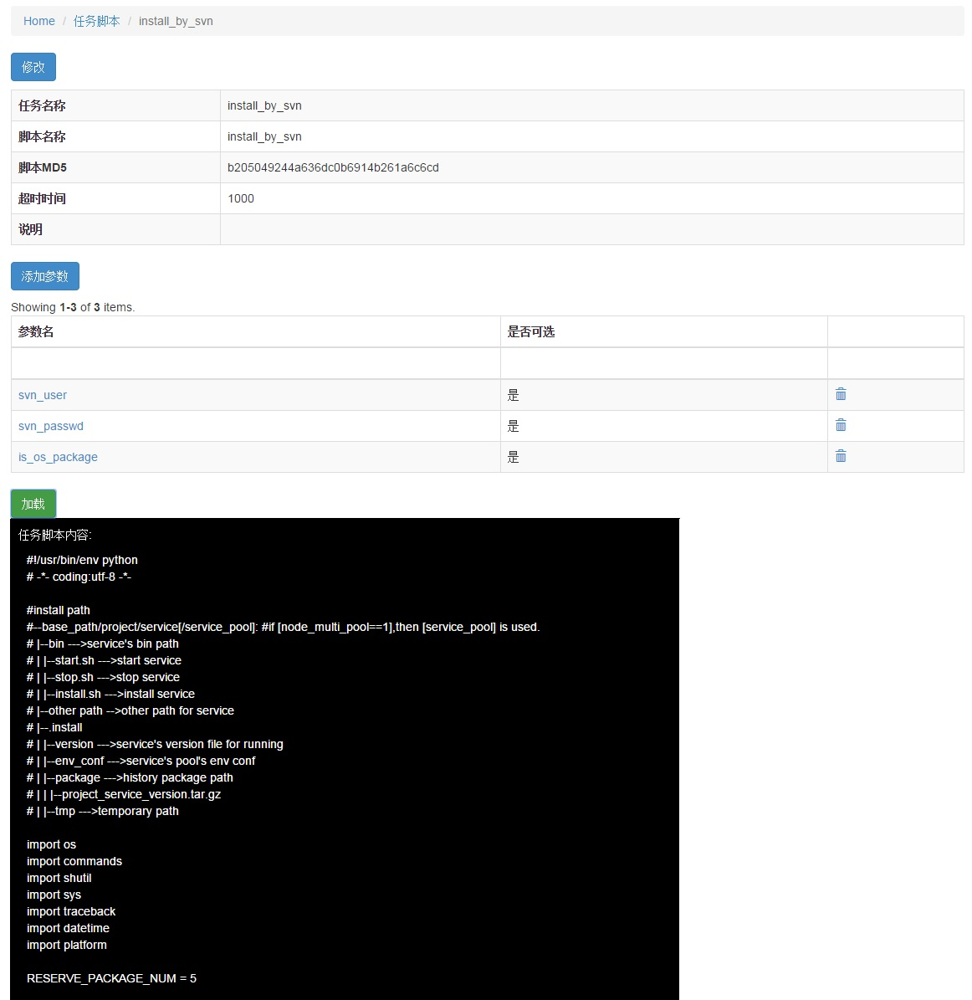 Home / 任务脚本 / install_by_svn
修改
任务名称 install_by_svn
脚本名称 install_by_svn
脚本MD5 b205049244a636dc0b6914b261a6c6cd
超时时间 1000
说明
添加参数
Showing 1-3 of 3 items.
参数名 是否可选
svn_user 是
svn_passwd 是
is_os_package 是
加载
任务脚本内容:
#!/usr/bin/env python
# -*- coding:utf-8 -*-
#install path
#--base_path/project/service[/service_pool]: #if [node_multi_pool==1],then [service_pool] is used.
# |--bin --->service's bin path
# | |--start.sh --->start service
# | |--stop.sh --->stop service
# | |--install.sh --->install service
# |--other path -->other path for service
# |--.install
# | |--version --->service's version file for running
# | |--env_conf --->service's pool's env conf
# | |--package --->history package path
# | | |--project_service_version.tar.gz
# | |--tmp --->temporary path
import os
import commands
import shutil
import sys
import traceback
import datetime
import platform
RESERVE_PACKAGE_NUM = 5